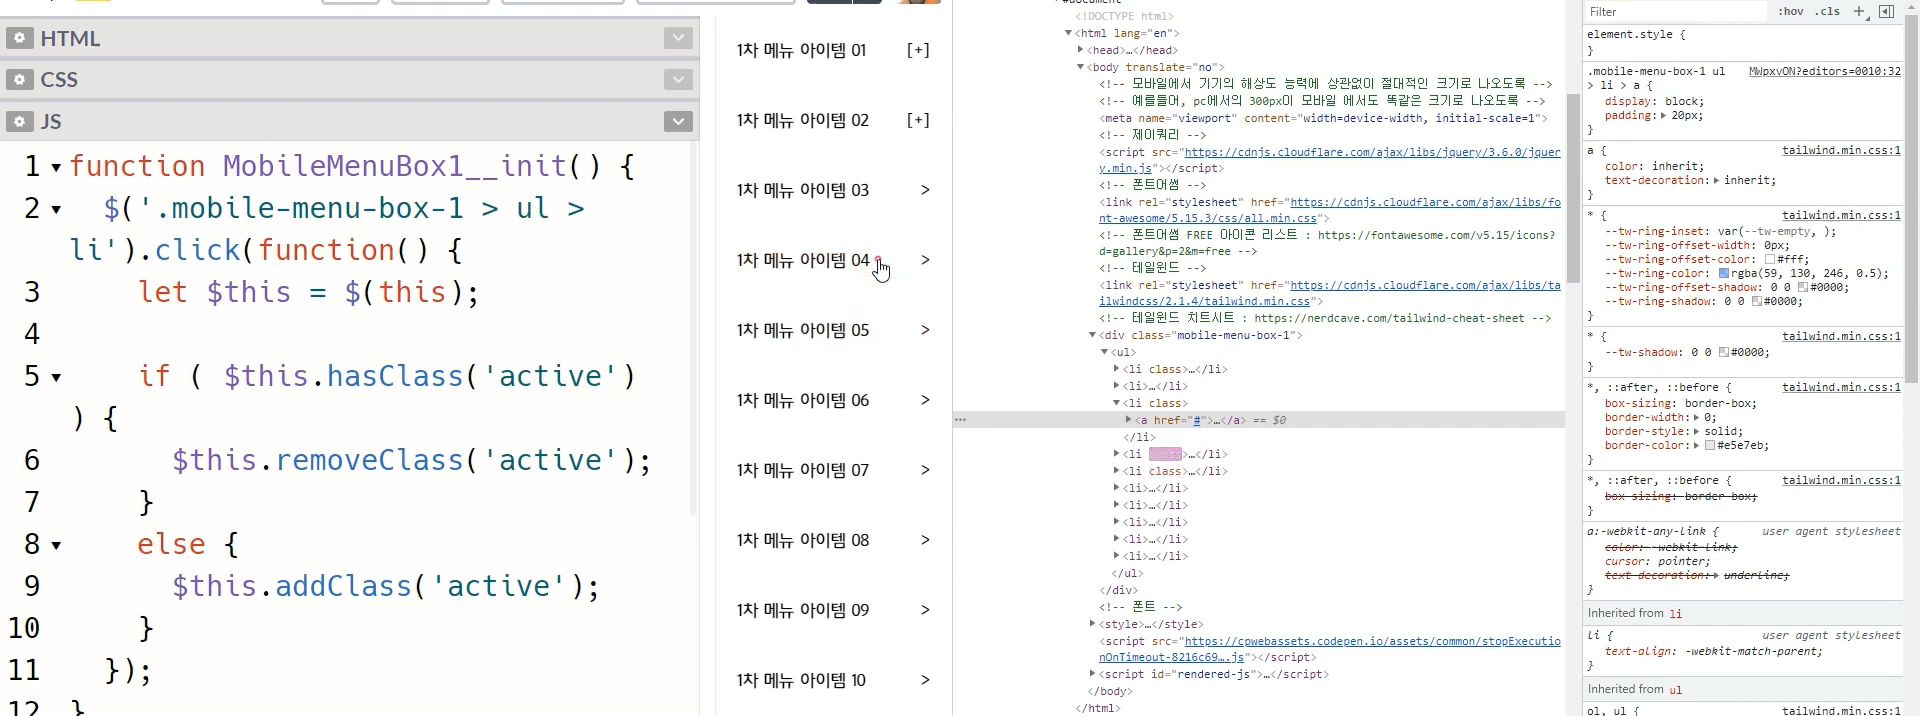 HTML
CSS
JS
1 function MobileMenuBox1__init() {
2 $('.mobile-menu-box-1 > ul >
li').click(function() {
3 let $this = $(this);
4
5 if ( $this.hasClass('active')
) {
6 $this.removeClass('active');
7 }
8 else {
9 $this.addClass('active');
10 }
11 });
12 }
1차 메뉴 아이템 01 [+]
1차 메뉴 아이템 02 [+]
1차 메뉴 아이템 03 >
1차 메뉴 아이템 04 >
1차 메뉴 아이템 05 >
1차 메뉴 아이템 06 >
1차 메뉴 아이템 07 >
1차 메뉴 아이템 08 >
1차 메뉴 아이템 09 >
1차 메뉴 아이템 10 >
#document
<!DOCTYPE html>
<html lang="en">
<head>…</head>
<body translate="no">
<!-- 모바일에서 기기의 해상도 능력에 상관없이 절대적인 크기로 나오도록 -->
<!-- 예를들어, pc에서의 300px이 모바일 에서도 똑같은 크기로 나오도록 -->
<meta name="viewport" content="width=device-width, initial-scale=1">
<!-- 제이쿼리 -->
<script src="https://cdnjs.cloudflare.com/ajax/libs/jquery/3.6.0/jquer
y.min.js"></script>
<!-- 폰트어썸 -->
<link rel="stylesheet" href="https://cdnjs.cloudflare.com/ajax/libs/fo
nt-awesome/5.15.3/css/all.min.css">
<!-- 폰트어썸 FREE 아이콘 리스트 : https://fontawesome.com/v5.15/icons?
d=gallery&p=2&m=free -->
<!-- 테일윈드 -->
<link rel="stylesheet" href="https://cdnjs.cloudflare.com/ajax/libs/ta
ilwindcss/2.1.4/tailwind.min.css">
<!-- 테일윈드 치트시트 : https://nerdcave.com/tailwind-cheat-sheet -->
<div class="mobile-menu-box-1">
<ul>
<li class>…</li>
<li>…</li>
<li class>
… <a href="#">…</a> == $0
</li>
<li >…</li>
<li class>…</li>
<li>…</li>
<li>…</li>
<li>…</li>
<li>…</li>
<li>…</li>
</ul>
</div>
<!-- 폰트 -->
<style>…</style>
<script src="https://cpwebassets.codepen.io/assets/common/stopExecutio
nOnTimeout-8216c69….js"></script>
<script id="rendered-js">…</script>
</body>
</html>
Filter :hov .cls +
element.style {
}
.mobile-menu-box-1 ul MWpxvON?editors=0010:32
> li > a {
display: block;
padding: 20px;
}
a { tailwind.min.css:1
color: inherit;
text-decoration: inherit;
}
* { tailwind.min.css:1
--tw-ring-inset: var(--tw-empty, );
--tw-ring-offset-width: 0px;
--tw-ring-offset-color: #fff;
--tw-ring-color: rgba(59, 130, 246, 0.5);
--tw-ring-offset-shadow: 0 0 #0000;
--tw-ring-shadow: 0 0 #0000;
}
* { tailwind.min.css:1
--tw-shadow: 0 0 #0000;
}
*, ::after, ::before { tailwind.min.css:1
box-sizing: border-box;
border-width: 0;
border-style: solid;
border-color: #e5e7eb;
}
*, ::after, ::before { tailwind.min.css:1
box-sizing: border-box;
}
a:-webkit-any-link { user agent stylesheet
color: -webkit-link;
cursor: pointer;
text-decoration: underline;
}
Inherited from li
li { user agent stylesheet
text-align: -webkit-match-parent;
}
Inherited from ul
ol, ul { tailwind.min.css:1